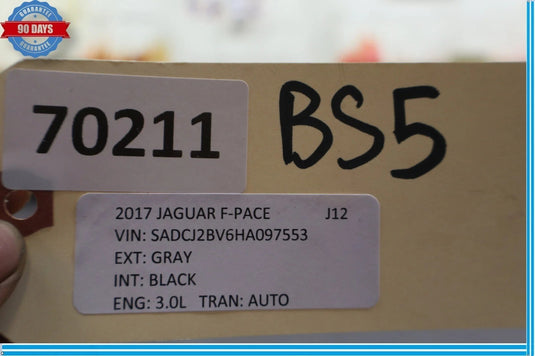 GUARANTEE
90 DAYS
GUARANTEE
70211
BS5
2017 JAGUAR F-PACE J12
VIN: SADCJ2BV6HA097553
EXT: GRAY
INT: BLACK
ENG: 3.0L TRAN: AUTO